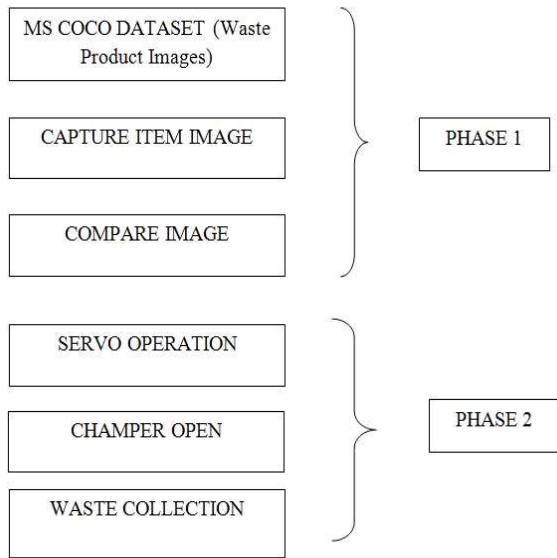 MS COCO DATASET (Waste
Product Images)
CAPTURE ITEM IMAGE
PHASE 1
COMPARE IMAGE
SERVO OPERATION
CHAMPER OPEN
PHASE 2
WASTE COLLECTION